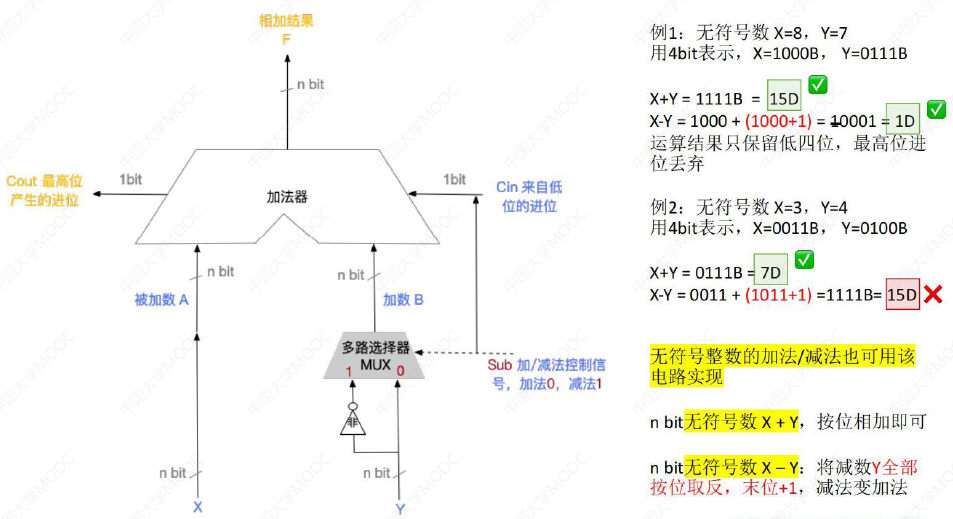 相加结果
F
n bit
Cout 最高位
产生的进位
1bit
加法器
1bit
Cin 来自低
位的进位
n bit
被加数 A
n bit
加数 B
多路选择器
MUX
1
0
Sub 加/减法控制信
号，加法0，减法1
非
n bit
n bit
X
Y
例1：无符号数 X=8，Y=7
用4bit表示，X=1000B， Y=0111B
X+Y = 1111B = 15D
X-Y = 1000 + (1000+1) = 10001 = 1D
运算结果只保留低四位，最高位进
位丢弃
例2：无符号数 X=3，Y=4
用4bit表示，X=0011B， Y=0100B
X+Y = 0111B = 7D
X-Y = 0011 + (1011+1) =1111B= 15D
无符号整数的加法/减法也可用该
电路实现
n bit无符号数 X + Y，按位相加即可
n bit无符号数 X – Y：将减数Y全部
按位取反，末位+1，减法变加法
中国大学MOOC